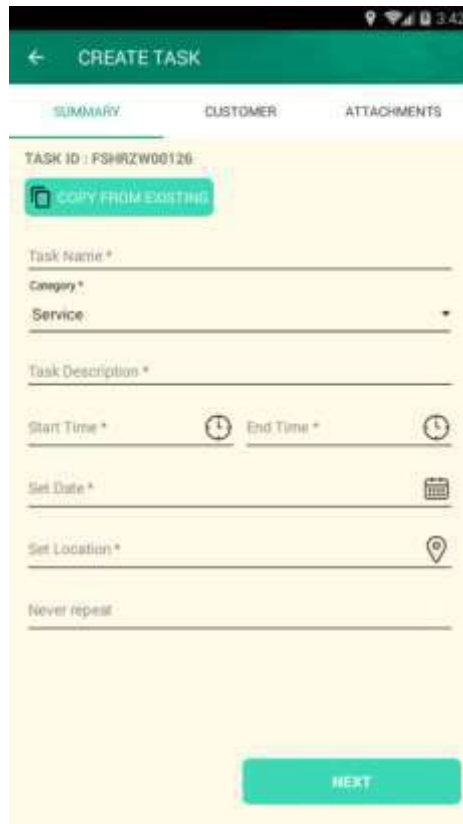 3:42
CREATE TASK
SUMMARY CUSTOMER ATTACHMENTS
TASK ID : FSHRZW00126
COPY FROM EXISTING
Task Name *
Category *
Service
Task Description *
Start Time * End Time *
Set Date *
Set Location *
Never repeat
NEXT